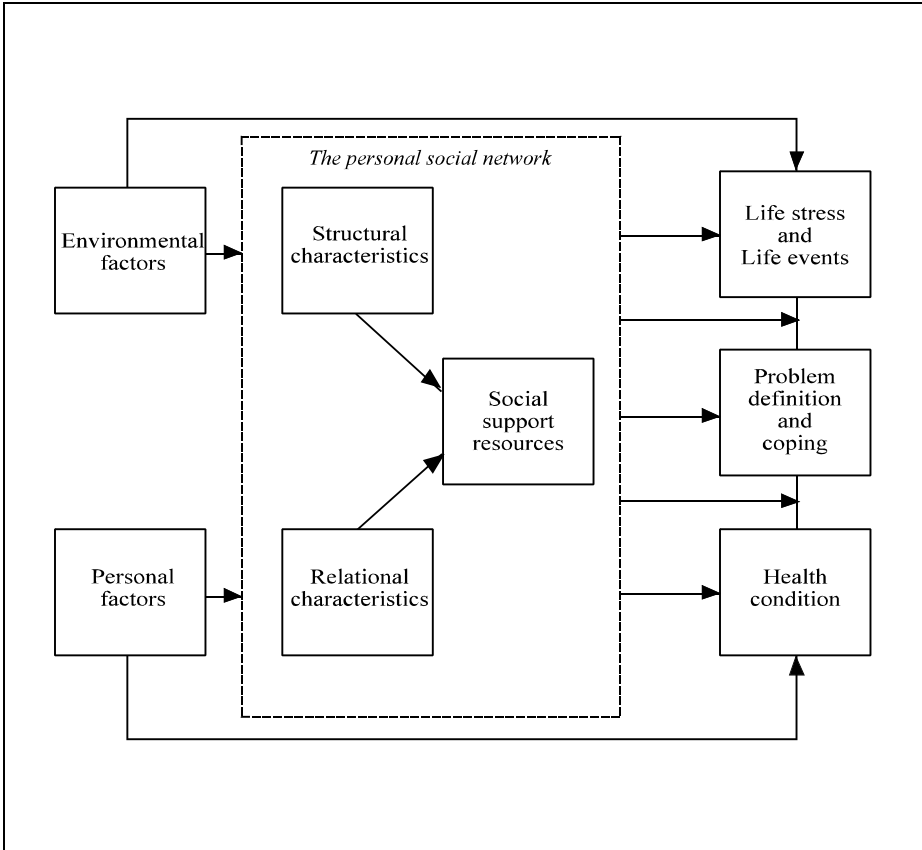 The personal social network
Environmental
factors
Structural
characteristics
Life stress
and
Life events
Social
support
resources
Problem
definition
and
coping
Personal
factors
Relational
characteristics
Health
condition